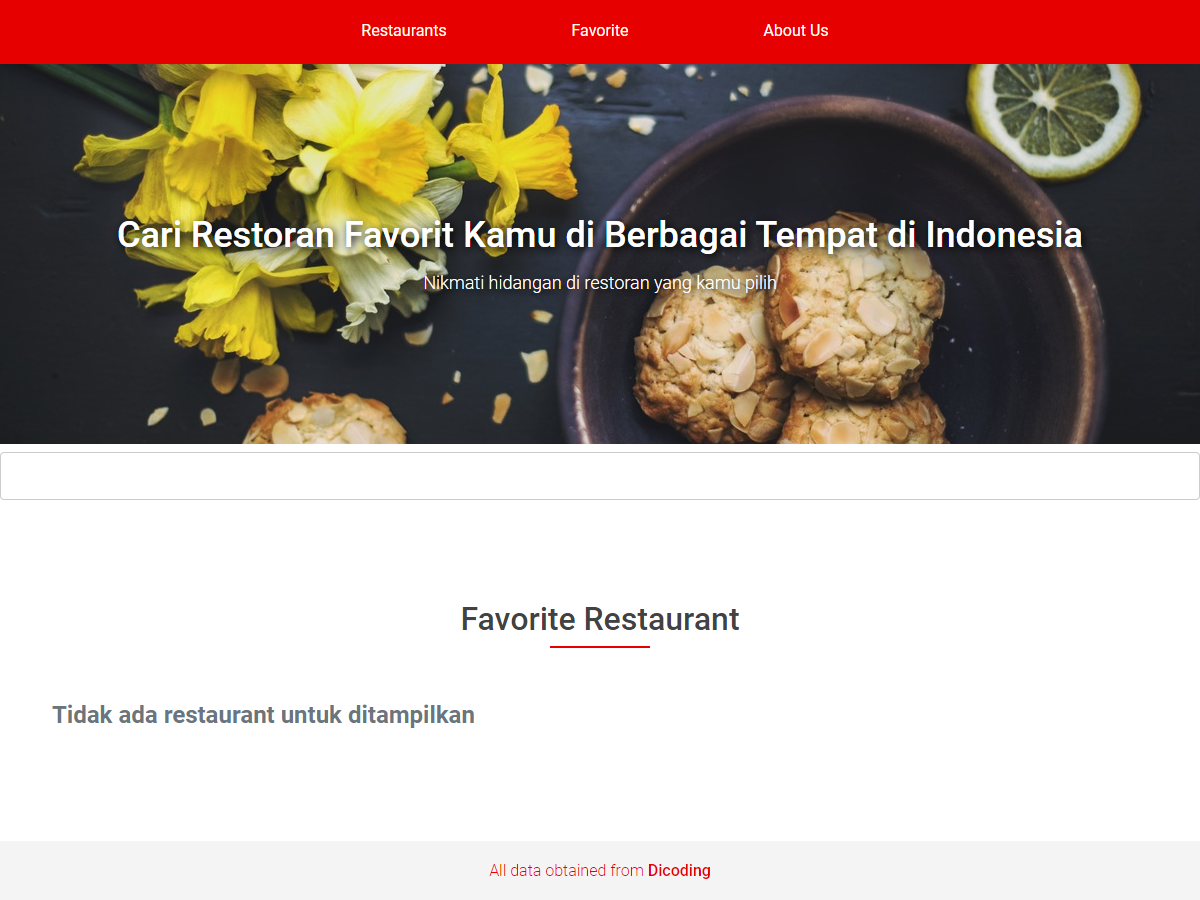 Restaurants Favorite About Us
Cari Restoran Favorit Kamu di Berbagai Tempat di Indonesia
Nikmati hidangan di restoran yang kamu pilih
Favorite Restaurant
Tidak ada restaurant untuk ditampilkan
All data obtained from Dicoding